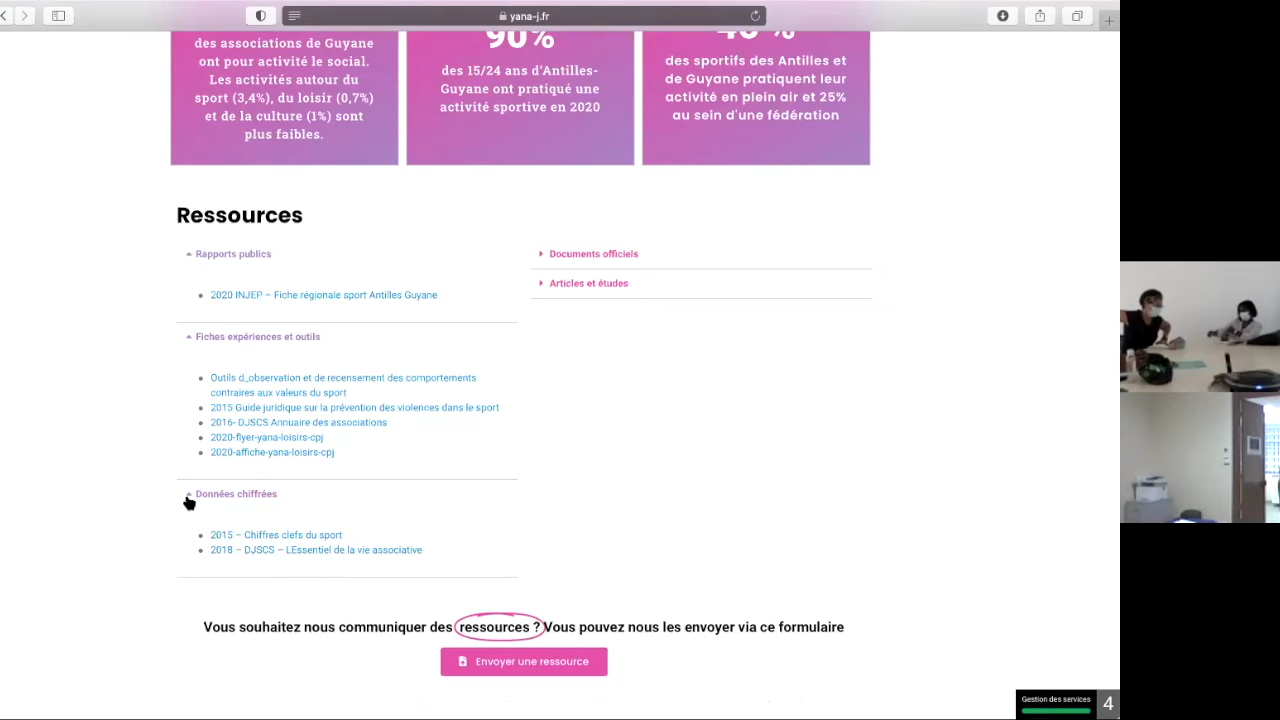 yana-j.fr
des associations de Guyane
ont pour activité le social.
Les activités autour du
sport (3,4%), du loisir (0,7%)
et de la culture (1%) sont
plus faibles.
90%
des 15/24 ans d'Antilles-
Guyane ont pratiqué une
activité sportive en 2020
des sportifs des Antilles et
de Guyane pratiquent leur
activité en plein air et 25%
au sein d'une fédération
Ressources
Rapports publics
2020 INJEP – Fiche régionale sport Antilles Guyane
Fiches expériences et outils
Outils d_observation et de recensement des comportements
contraires aux valeurs du sport
2015 Guide juridique sur la prévention des violences dans le sport
2016- DJSCS Annuaire des associations
2020-flyer-yana-loisirs-cpj
2020-affiche-yana-loisirs-cpj
Données chiffrées
2015 – Chiffres clefs du sport
2018 – DJSCS – LEssentiel de la vie associative
Documents officiels
Articles et études
Vous souhaitez nous communiquer des ressources ? Vous pouvez nous les envoyer via ce formulaire
Envoyer une ressource
Gestion des services
4